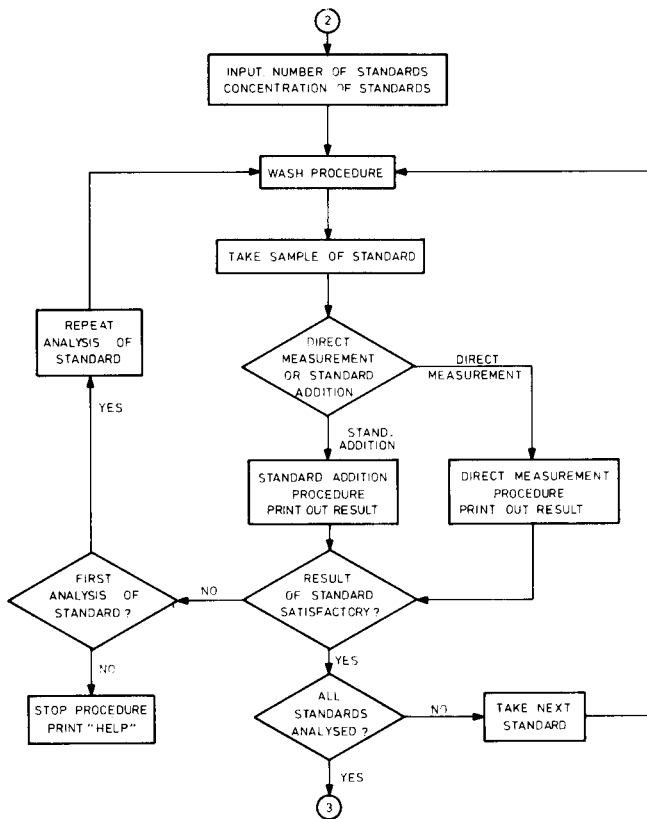 2
INPUT NUMBER OF STANDARDS
CONCENTRATION OF STANDARDS
WASH PROCEDURE
TAKE SAMPLE OF STANDARD
REPEAT
ANALYSIS OF
STANDARD
DIRECT
MEASUREMENT
OR STANDARD
ADDITION
DIRECT
MEASUREMENT
YES
STAND.
ADDITION
STANDARD ADDITION
PROCEDURE
PRINT OUT RESULT
DIRECT MEASUREMENT
PROCEDURE
PRINT OUT RESULT
FIRST
ANALYSIS OF
STANDARD ?
NO
RESULT
OF STANDARD
SATISFACTORY ?
NO
YES
STOP PROCEDURE
PRINT "HELP"
ALL
STANDARDS
ANALYSED ?
NO
TAKE NEXT
STANDARD
YES
3